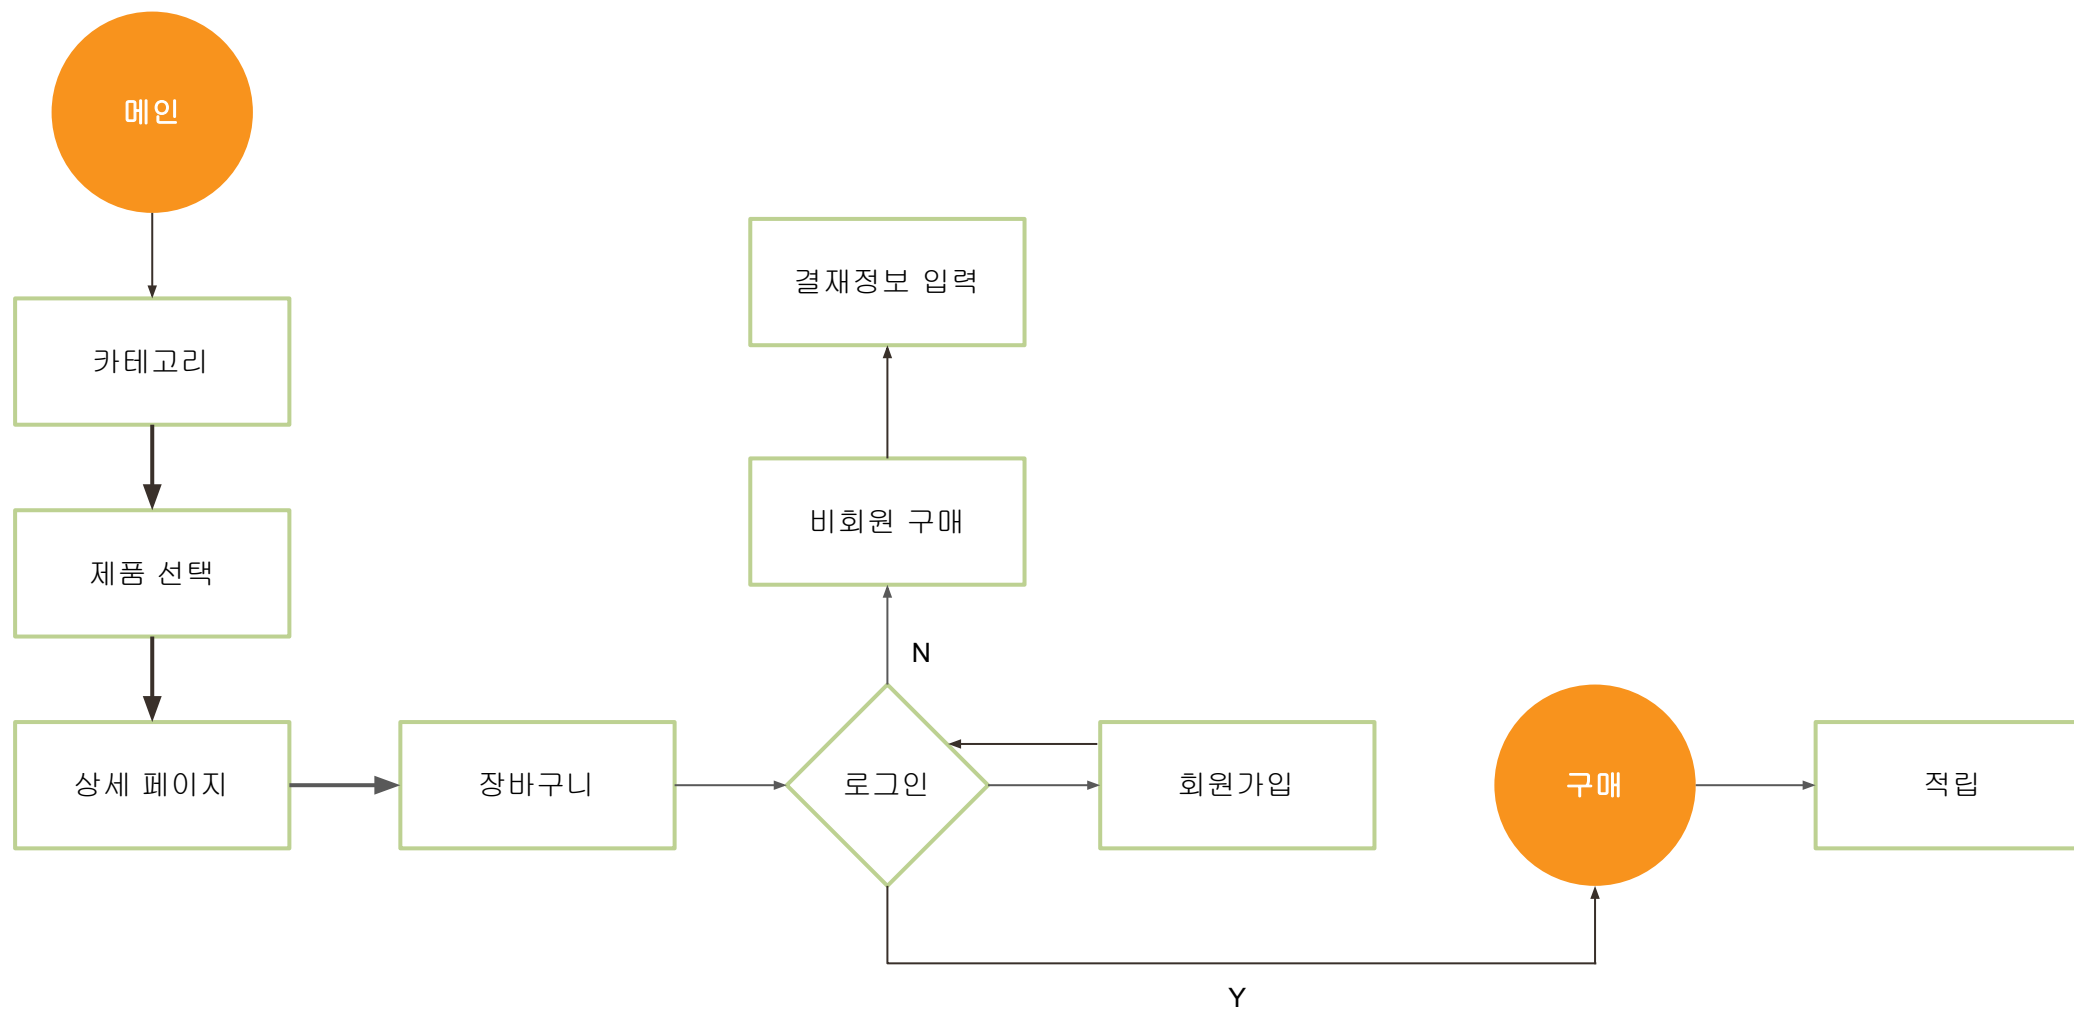 메인
카테고리
제품 선택
상세 페이지
장바구니
로그인
N
비회원 구매
결재정보 입력
회원가입
Y
구매
적립